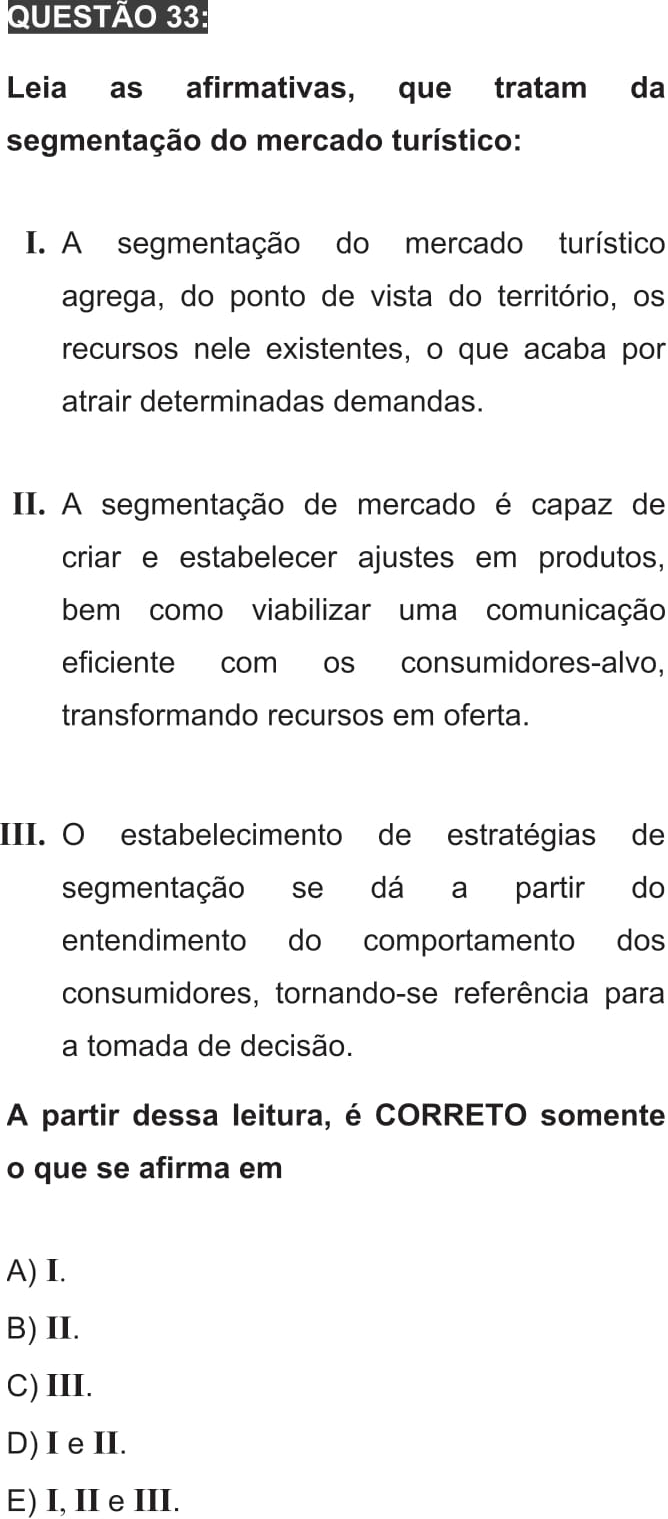 QUESTÃO 33:
Leia as afirmativas, que tratam da
segmentação do mercado turístico:
I. A segmentação do mercado turístico
agrega, do ponto de vista do território, os
recursos nele existentes, o que acaba por
atrair determinadas demandas.
II. A segmentação de mercado é capaz de
criar e estabelecer ajustes em produtos,
bem como viabilizar uma comunicação
eficiente com os consumidores-alvo,
transformando recursos em oferta.
III. O estabelecimento de estratégias de
segmentação se dá a partir do
entendimento do comportamento dos
consumidores, tornando-se referência para
a tomada de decisão.
A partir dessa leitura, é CORRETO somente
o que se afirma em
A) I.
B) II.
C) III.
D) I e II.
E) I, II e III.